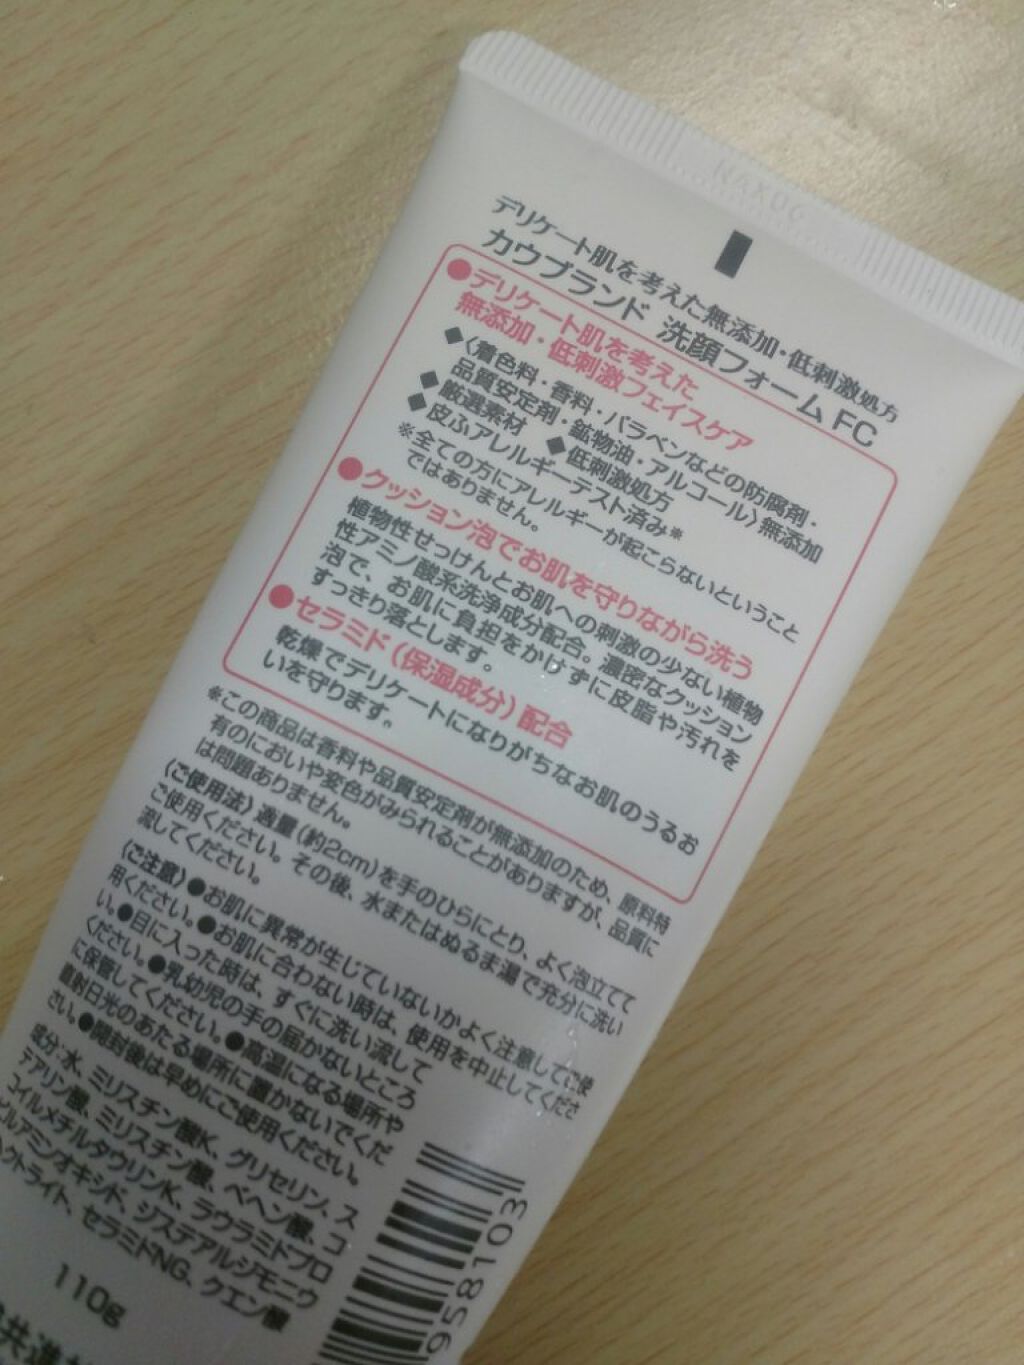 デリケート肌を考えた無添加・低刺激処方
カウブランド 洗顔フォーム FC
●デリケート肌を考えた
無添加・低刺激フェイスケア
◆〈着色料・香料・パラベンなどの防腐剤・
品質安定剤・鉱物油・アルコール〉無添加
◆厳選素材 ◆低刺激処方
◆皮ふアレルギーテスト済み※
※全ての方にアレルギーが起こらないということ
ではありません。
●クッション泡でお肌を守りながら洗う
植物性せっけんとお肌への刺激の少ない植物
性アミノ酸系洗浄成分配合。濃密なクッション
泡で、お肌に負担をかけずに皮脂や汚れを
すっきり落とします。
●セラミド(保湿成分)配合
乾燥でデリケートになりがちなお肌のうるお
いを守ります。
※この商品は香料や品質安定剤が無添加のため、原料特
有のにおいや変色がみられることがありますが、品質に
は問題ありません。
〈ご使用法〉適量(約2cm)を手のひらにとり、よく泡立てて
ご使用ください。その後、水またはぬるま湯で充分に洗い
流してください。
〈ご注意〉●お肌に異常が生じていないかよく注意してご使
用ください。●お肌に合わない時は、使用を中止してくださ
い。●目に入った時は、すぐに洗い流して
ください。●乳幼児の手の届かないところ
に保管してください。●高温になる場所や
直射日光のあたる場所に置かないでくだ
さい。●開封後は早めにご使用ください。
成分:水、ミリスチン酸K、グリセリン、ス
テアリン酸、ミリスチン酸、ベヘン酸、コ
コイルメチルタウリンK、ラウラミドプロ
ピルアミンオキシド、ジステアルジモニウ
ムヘクトライト、セラミドNG、クエン酸
110g
958103